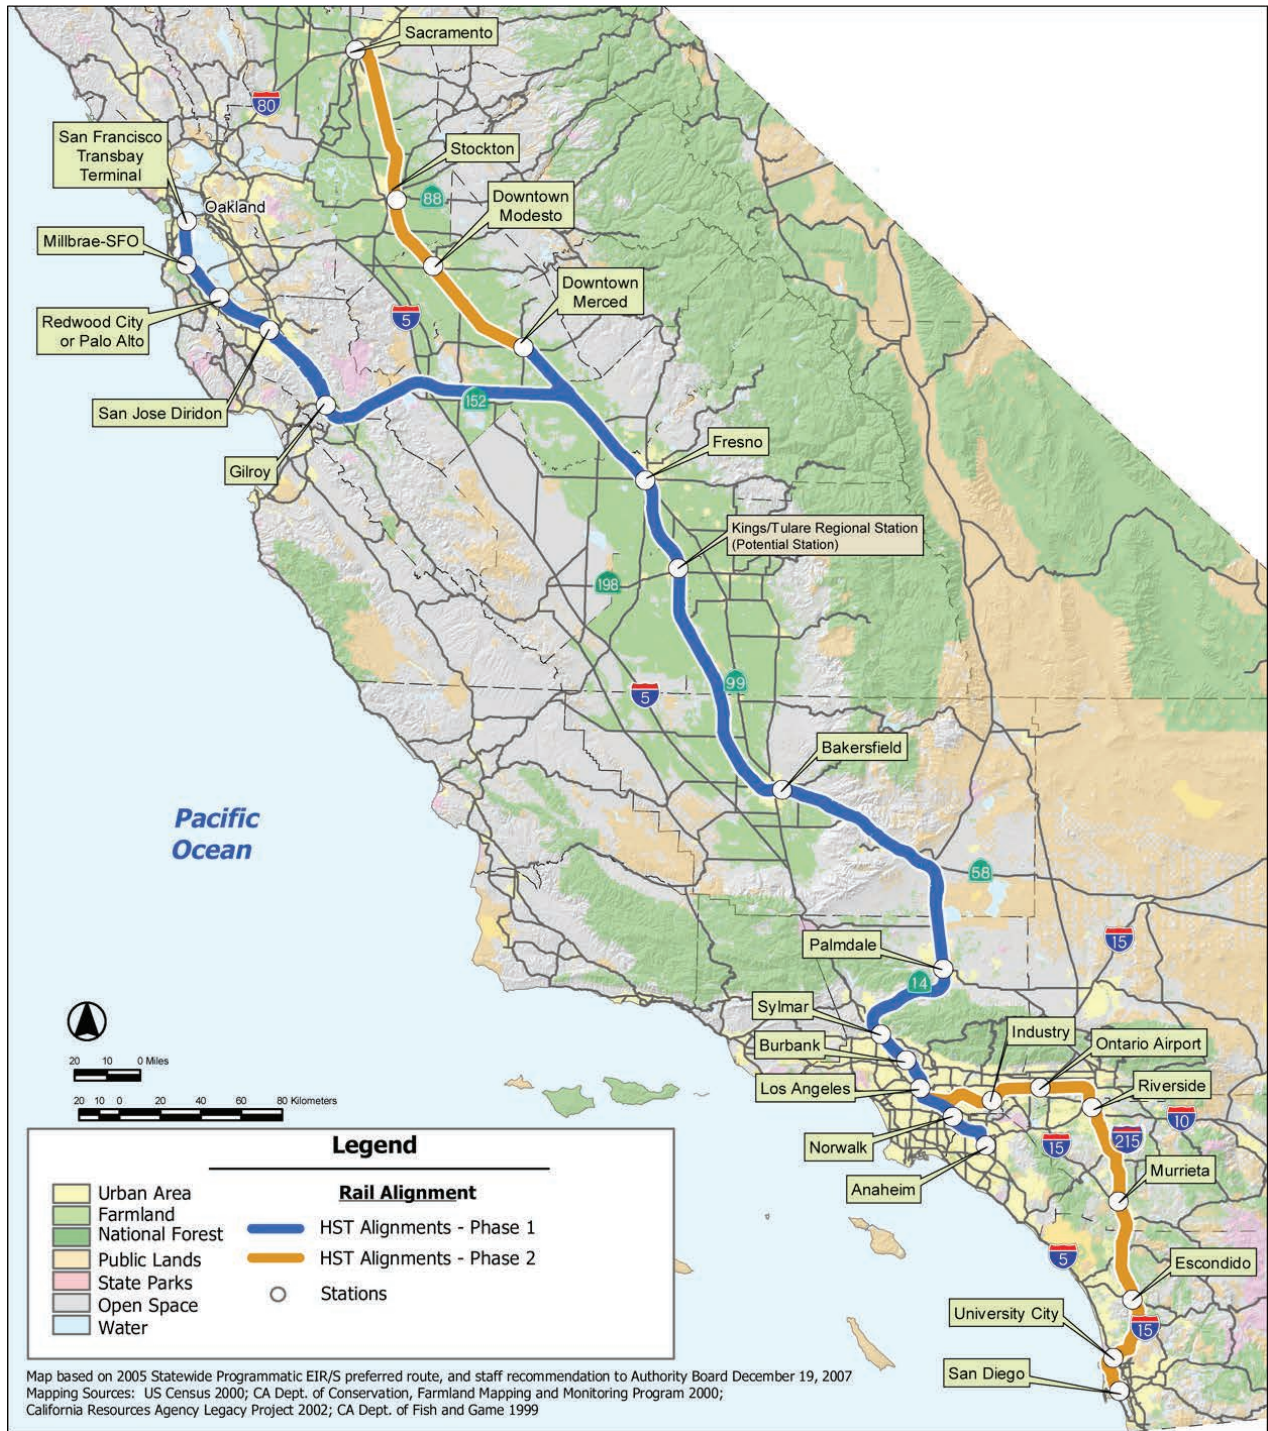 Sacramento
80
San Francisco
Transbay
Terminal
Stockton
88
Oakland
Downtown
Modesto
Millbrae-SFO
Downtown
Merced
5
Redwood City
or Palo Alto
152
San Jose Diridon
Fresno
Gilroy
Kings/Tulare Regional Station
(Potential Station)
198
99
5
Bakersfield
Pacific
Ocean
58
Palmdale
15
14
Sylmar
Industry
Burbank
Ontario Airport
Los Angeles
Riverside
10
Norwalk
15
215
Murrieta
Anaheim
5
Escondido
University City
15
San Diego
20 10 0 Miles
20 10 0 20 40 60 80 Kilometers
Legend
Rail Alignment
Urban Area
Farmland
National Forest
Public Lands
State Parks
Open Space
Water
HST Alignments - Phase 1
HST Alignments - Phase 2
Stations
Map based on 2005 Statewide Programmatic EIR/S preferred route, and staff recommendation to Authority Board December 19, 2007
Mapping Sources: US Census 2000; CA Dept. of Conservation, Farmland Mapping and Monitoring Program 2000;
California Resources Agency Legacy Project 2002; CA Dept. of Fish and Game 1999